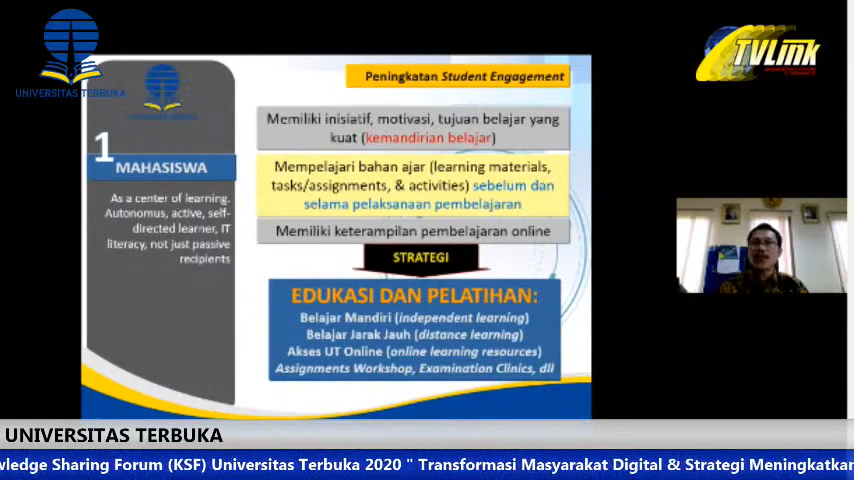 UNIVERSITAS TERBUKA
TVLink
Peningkatan Student Engagement
1
MAHASISWA
As a center of learning.
Autonomus, active, self-
directed learner, IT
literacy, not just passive
recipients
Memiliki inisiatif, motivasi, tujuan belajar yang
kuat (kemandirian belajar)
Mempelajari bahan ajar (learning materials,
tasks/assignments, & activities) sebelum dan
selama pelaksanaan pembelajaran
Memiliki keterampilan pembelajaran online
STRATEGI
EDUKASI DAN PELATIHAN:
Belajar Mandiri (independent learning)
Belajar Jarak Jauh (distance learning)
Akses UT Online (online learning resources)
Assignments Workshop, Examination Clinics, dll
UNIVERSITAS TERBUKA
wledge Sharing Forum (KSF) Universitas Terbuka 2020 " Transformasi Masyarakat Digital & Strategi Meningkatkan